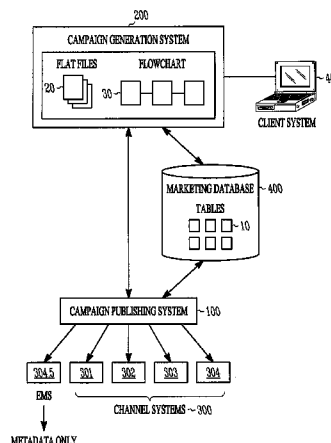 200
CAMPAIGN GENERATION SYSTEM
FLAT FILES
FLOWCHART
20
30
CLIENT SYSTEM
MARKETING DATABASE
400
TABLES
10
CAMPAIGN PUBLISHING SYSTEM
100
304.5 301 302 303 304
EMS
CHANNEL SYSTEMS 300
METADATA ONLY